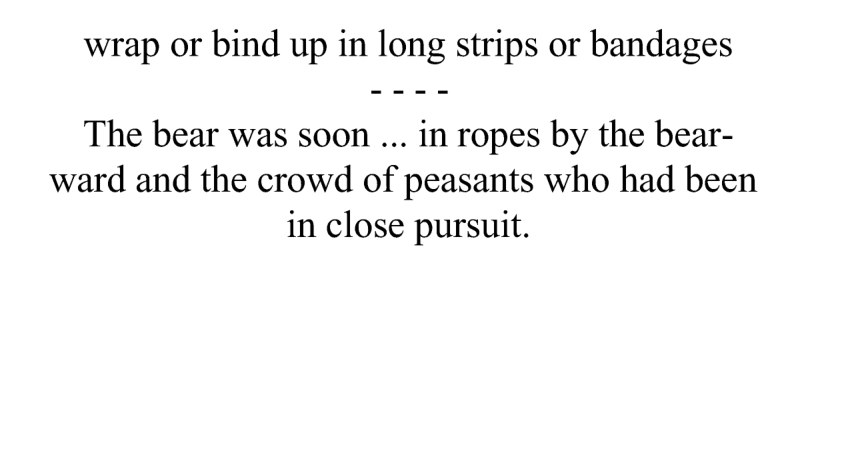 wrap or bind up in long strips or bandages
- - - -
The bear was soon ... in ropes by the bear-
ward and the crowd of peasants who had been
in close pursuit.